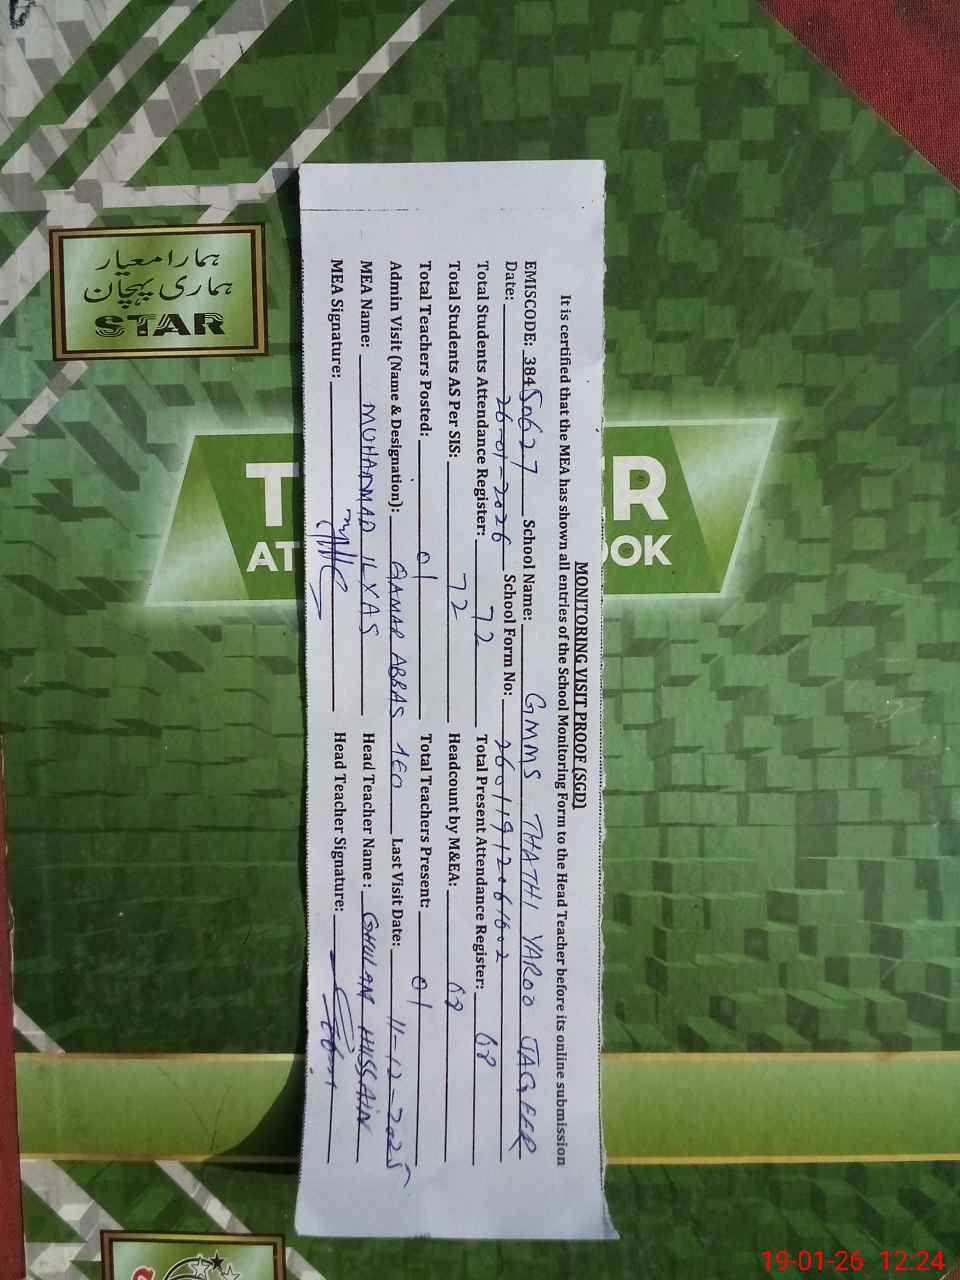 MONITORING VISIT PROOF (SGD)
It is certified that the MEA has shown all entries of the School Monitoring Form to the Head Teacher before its online submission
EMISCODE: 38450627 School Name: GMMS THATHI YAROO JAGEER
Date: 26-01-2026 School Form No: 26011912061602
Total Students Attendance Register: 72 Total Present Attendance Register: 68
Total Students AS Per SIS: 72 Headcount by M&EA: 68
Total Teachers Posted: 01 Total Teachers Present: 01
Admin Visit (Name & Designation): AAMAR ABBAS AEO Last Visit Date: 11-12-2025
MEA Name: MUHAMMAD ILYAS Head Teacher Name: GHULAM HUSSAIN
MEA Signature: Head Teacher Signature:
ہمارا معیار
ہماری پہچان
STAR
T ER
AT OOK
19-01-26 12:24